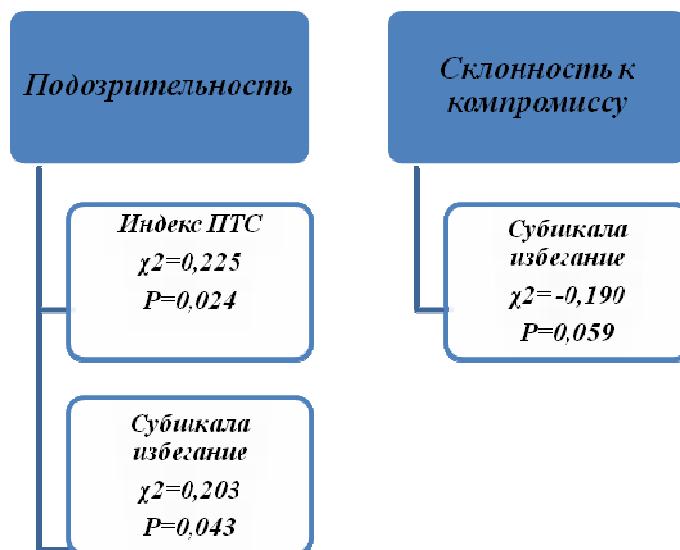 Подозрительность
Индекс ПТС
χ2=0,225
P=0,024
Субшкала
избегание
χ2=0,203
P=0,043
Склонность к
компромиссу
Субшкала
избегание
χ2=-0,190
P=0,059